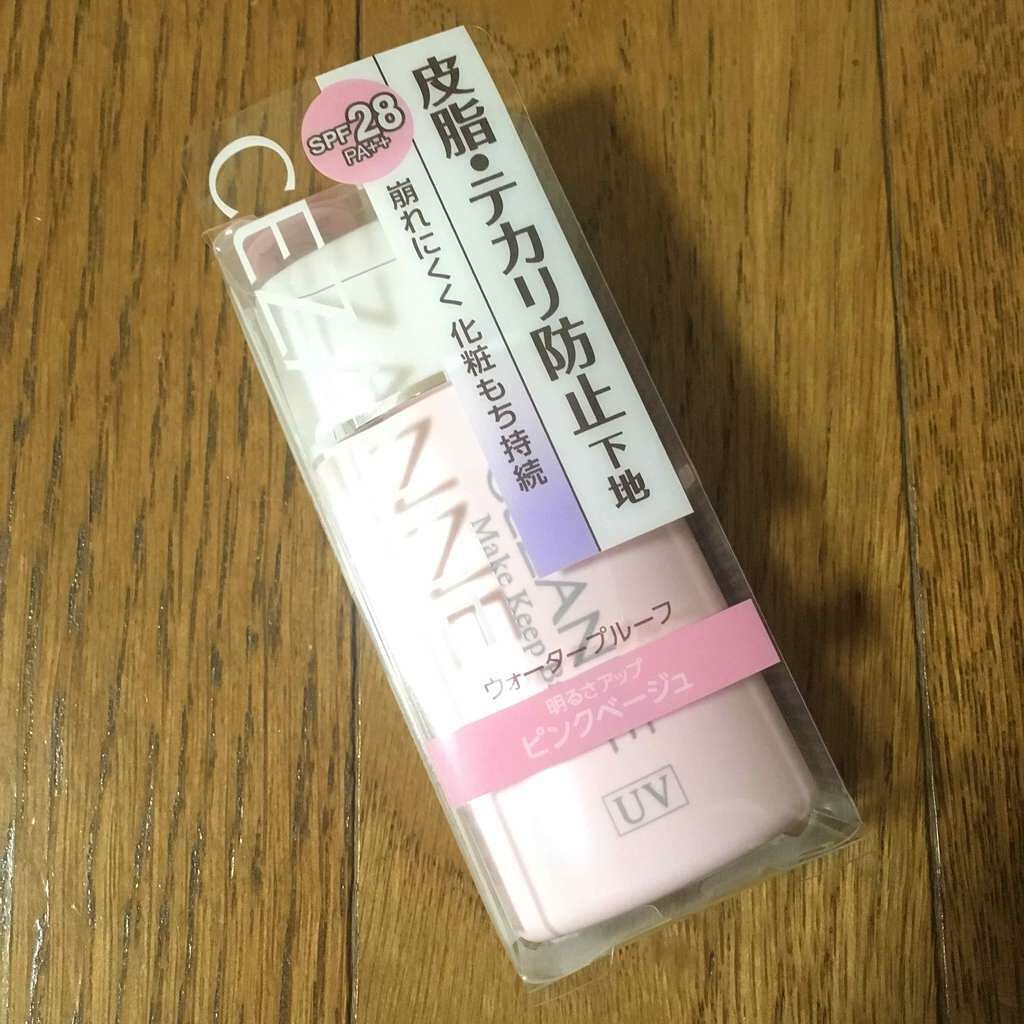 SPF28
PA++
皮脂・テカリ防止下地
崩れにくく 化粧もち持続
CEZANNE
CEZANNE
Make Keep B
ウォータープルーフ
明るさアップ
ピンクベージュ
UV